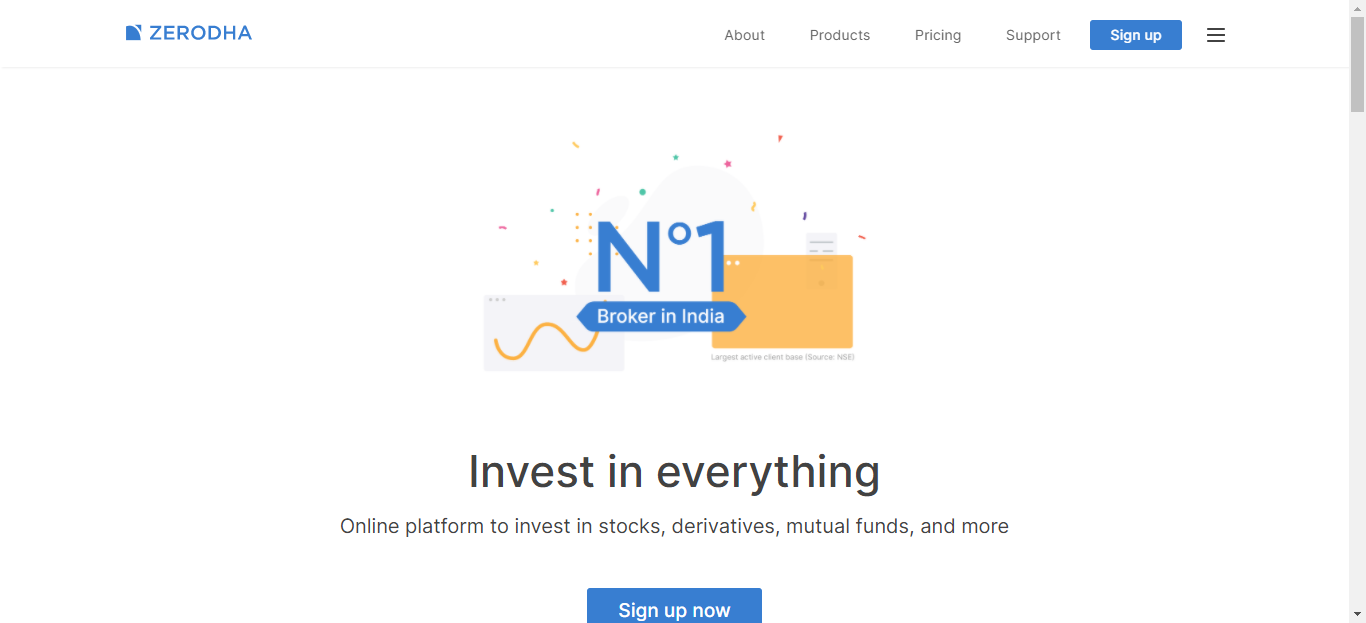 ZERODHA
About Products Pricing Support Sign up
N°1
Broker in India
Largest active client base (Source: NSE)
Invest in everything
Online platform to invest in stocks, derivatives, mutual funds, and more
Sign up now